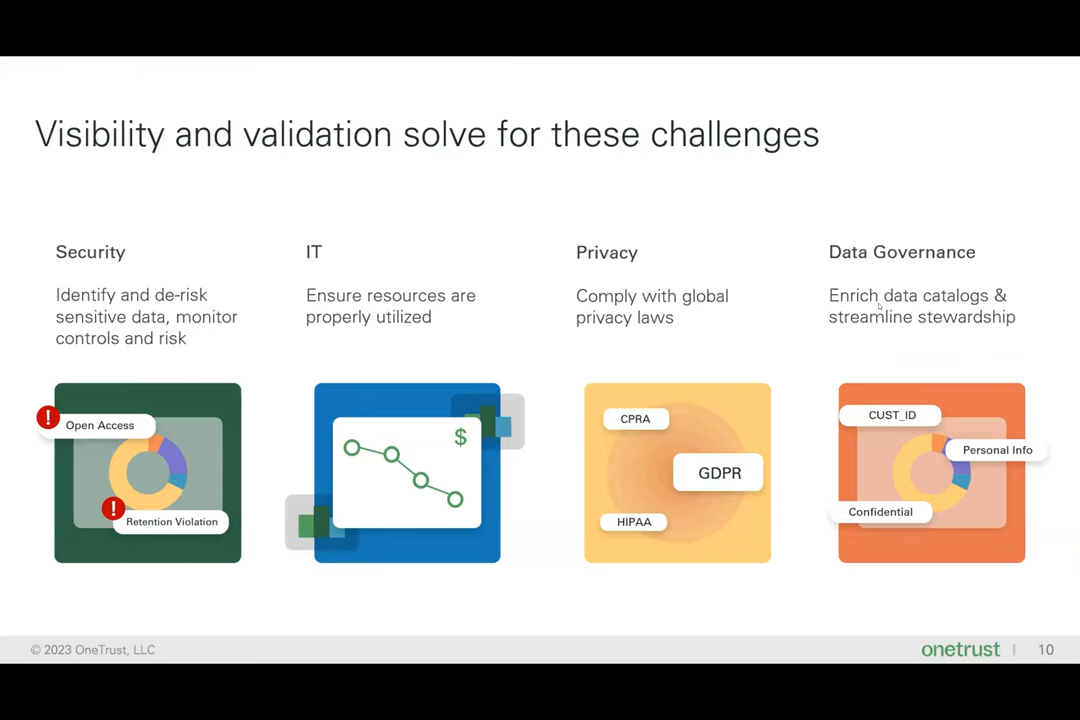 Visibility and validation solve for these challenges
Security
Identify and de-risk
sensitive data, monitor
controls and risk
IT
Ensure resources are
properly utilized
Privacy
Comply with global
privacy laws
Data Governance
Enrich data catalogs &
streamline stewardship
!
Open Access
!
Retention Violation
$
CPRA
GDPR
HIPAA
CUST_ID
Personal Info
Confidential
© 2023 OneTrust, LLC
onetrust | 10